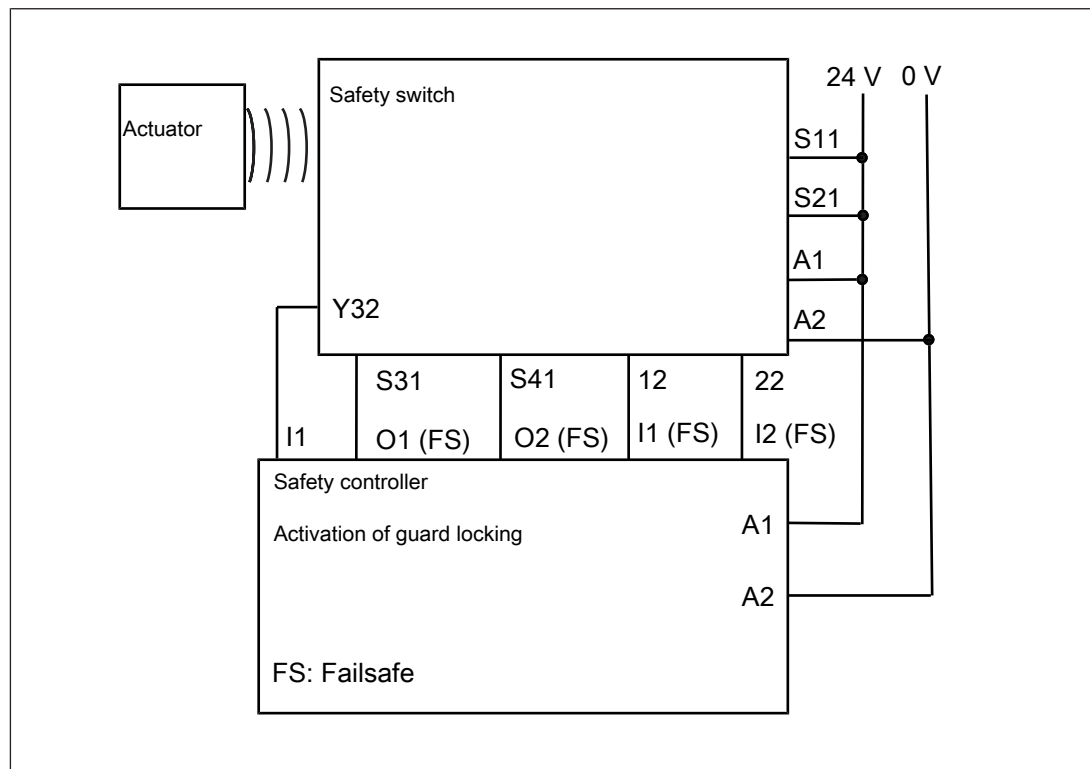 24 V 0 V
Safety switch
Actuator
S11
S21
A1
A2
Y32
S31 S41 12 22
I1 O1 (FS) O2 (FS) I1 (FS) I2 (FS)
Safety controller
Activation of guard locking
A1
A2
FS: Failsafe